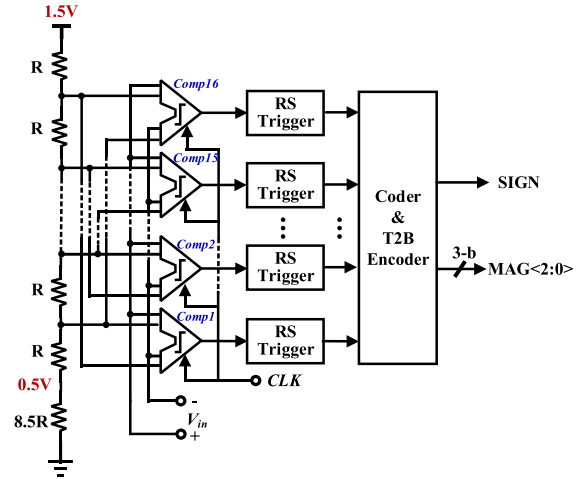 1.5V
R
R
R
R
0.5V
8.5R
Comp16
Comp15
Comp2
Comp1
RS
Trigger
RS
Trigger
RS
Trigger
RS
Trigger
Coder
&
T2B
Encoder
SIGN
3-b
MAG<2:0>
CLK
-
Vin
+